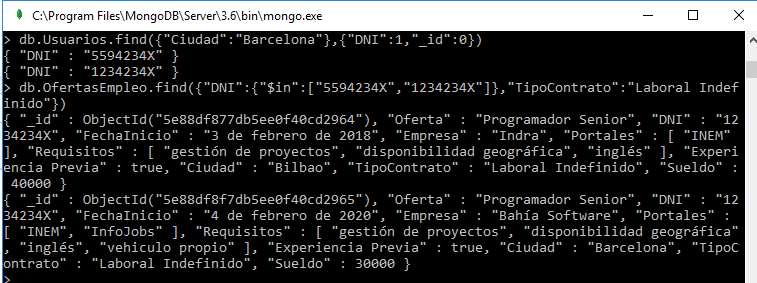 C:\Program Files\MongoDB\Server\3.6\bin\mongo.exe
> db.Usuarios.find({"Ciudad":"Barcelona"},{"DNI":1,"_id":0})
{ "DNI" : "5594234X" }
{ "DNI" : "1234234X" }
> db.OfertasEmpleo.find({"DNI":{"$in":["5594234X","1234234X"]},"TipoContrato":"Laboral Indef
inido"})
{ "_id" : ObjectId("5e88df877db5ee0f40cd2964"), "Oferta" : "Programador Senior", "DNI" : "12
34234X", "FechaInicio" : "3 de febrero de 2018", "Empresa" : "Indra", "Portales" : [ "INEM"
], "Requisitos" : [ "gestión de proyectos", "disponibilidad geográfica", "inglés" ], "Experi
encia Previa" : true, "Ciudad" : "Bilbao", "TipoContrato" : "Laboral Indefinido", "Sueldo" :
 40000 }
{ "_id" : ObjectId("5e88df8f7db5ee0f40cd2965"), "Oferta" : "Programador Senior", "DNI" : "12
34234X", "FechaInicio" : "4 de febrero de 2020", "Empresa" : "Bahía Software", "Portales" :
[ "INEM", "InfoJobs" ], "Requisitos" : [ "gestión de proyectos", "disponibilidad geográfica"
, "inglés", "vehiculo propio" ], "Experiencia Previa" : true, "Ciudad" : "Barcelona", "TipoC
ontrato" : "Laboral Indefinido", "Sueldo" : 30000 }
>